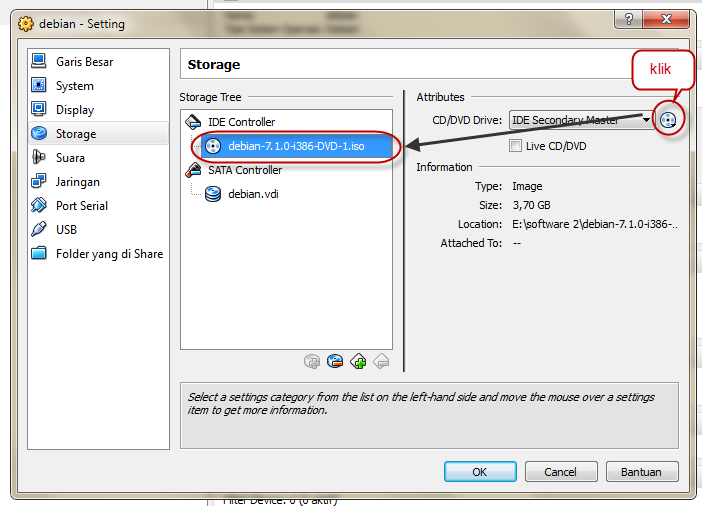 debian - Setting
Garis Besar
System
Display
Storage
Suara
Jaringan
Port Serial
USB
Folder yang di Share
Storage
klik
Storage Tree
IDE Controller
debian-7.1.0-i386-DVD-1.iso
SATA Controller
debian.vdi
Attributes
CD/DVD Drive: IDE Secondary Master
Live CD/DVD
Information
Type: Image
Size: 3,70 GB
Location: E:\software 2\debian-7.1.0-i386-..
Attached To: --
Select a settings category from the list on the left-hand side and move the mouse over a settings
item to get more information.
OK Cancel Bantuan
Filter Device: 0 (0 aktif)